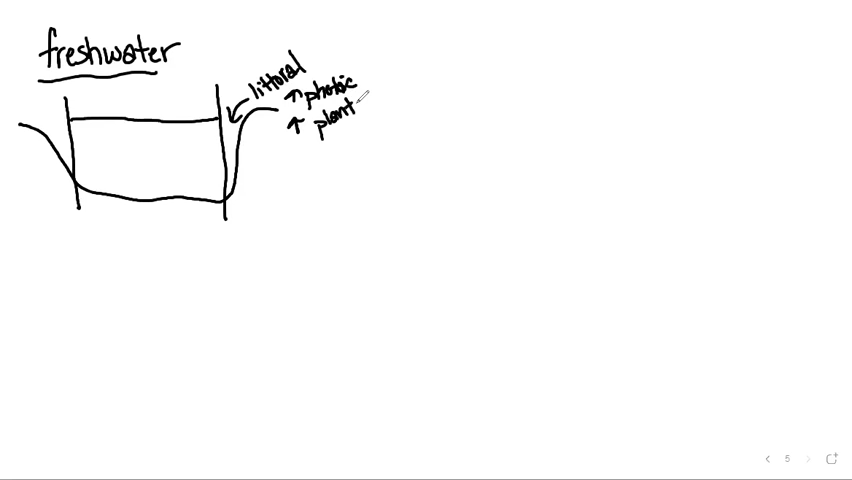 freshwater
littoral
↑ photic
↑ plant
5